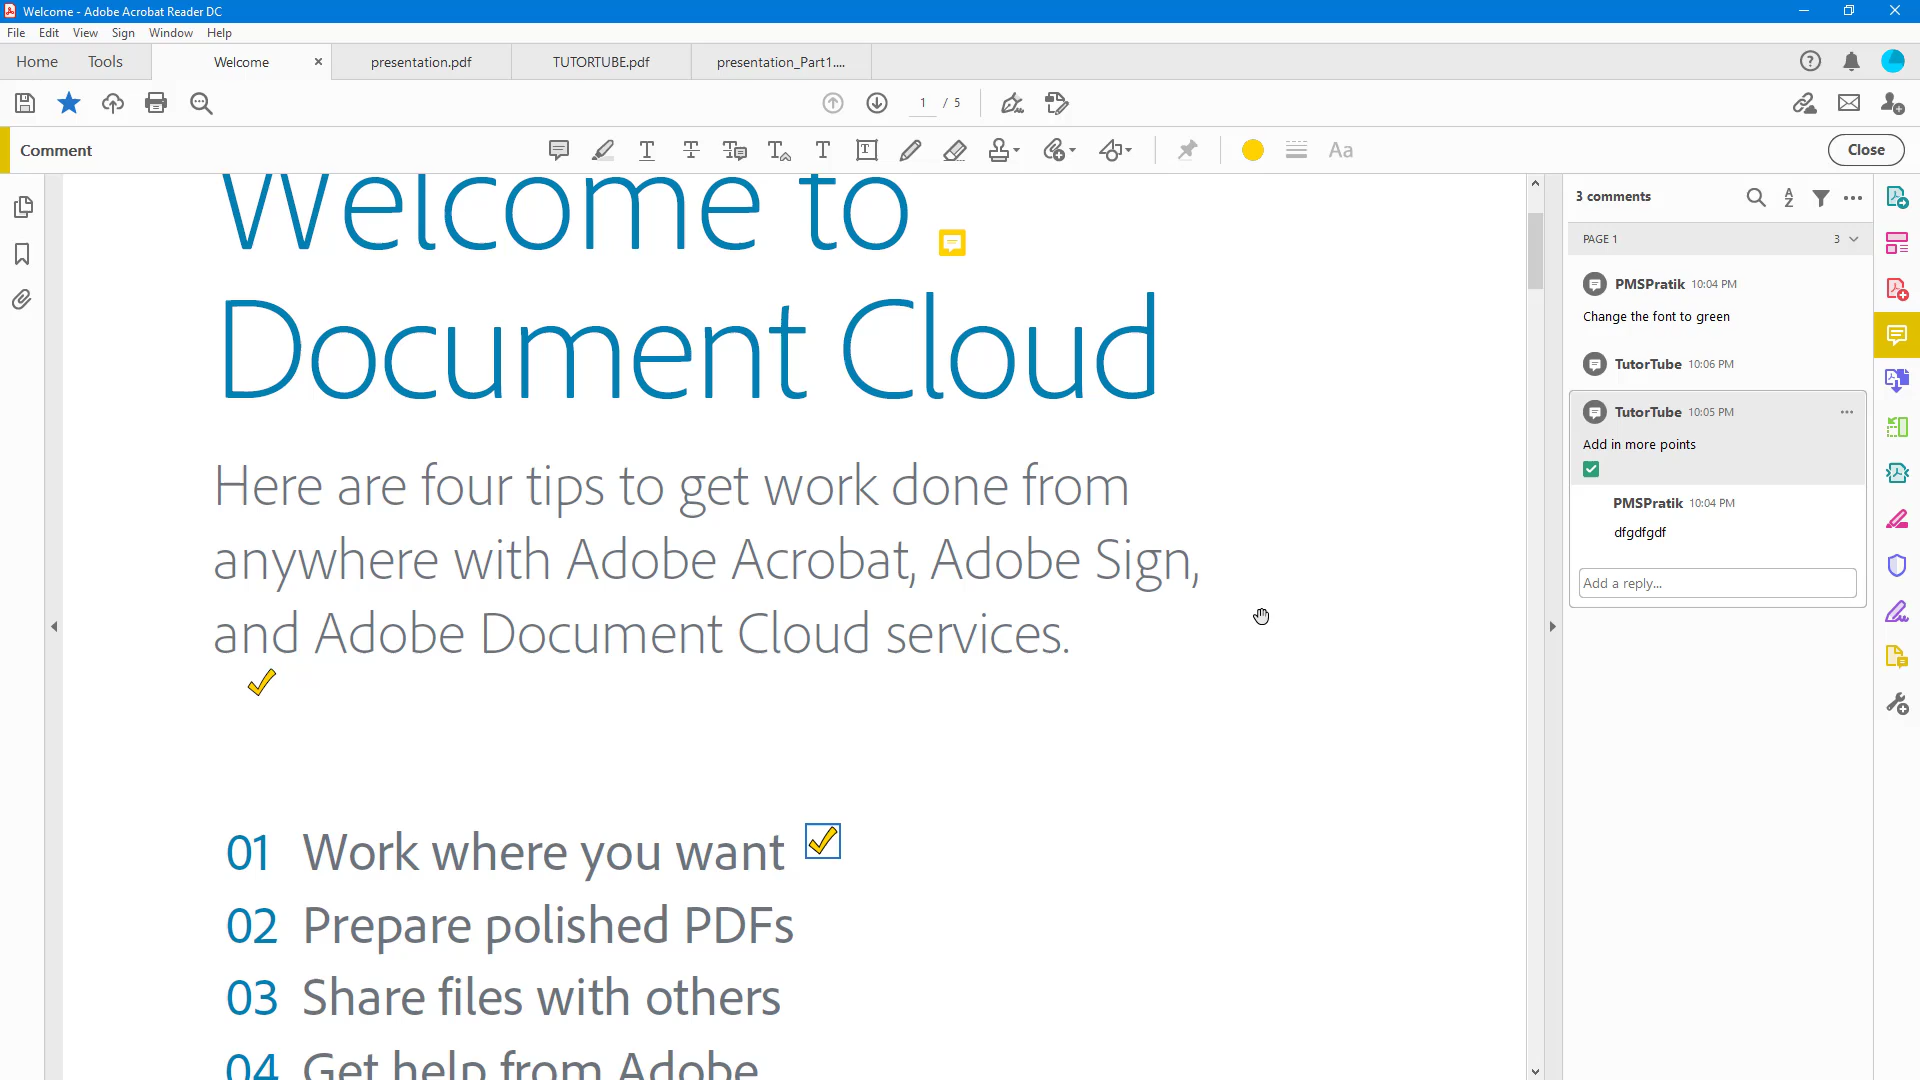 Welcome - Adobe Acrobat Reader DC
File Edit View Sign Window Help
Home Tools Welcome × presentation.pdf TUTORTUBE.pdf presentation_Part1....
1 / 5
Comment
Aa
Close
Welcome to
Document Cloud
Here are four tips to get work done from
anywhere with Adobe Acrobat, Adobe Sign,
and Adobe Document Cloud services.
01 Work where you want
02 Prepare polished PDFs
03 Share files with others
04 Get help from Adobe
3 comments
PAGE 1 3
PMSPratik 10:04 PM
Change the font to green
TutorTube 10:06 PM
TutorTube 10:05 PM
Add in more points
PMSPratik 10:04 PM
dfgdfgdf
Add a reply...